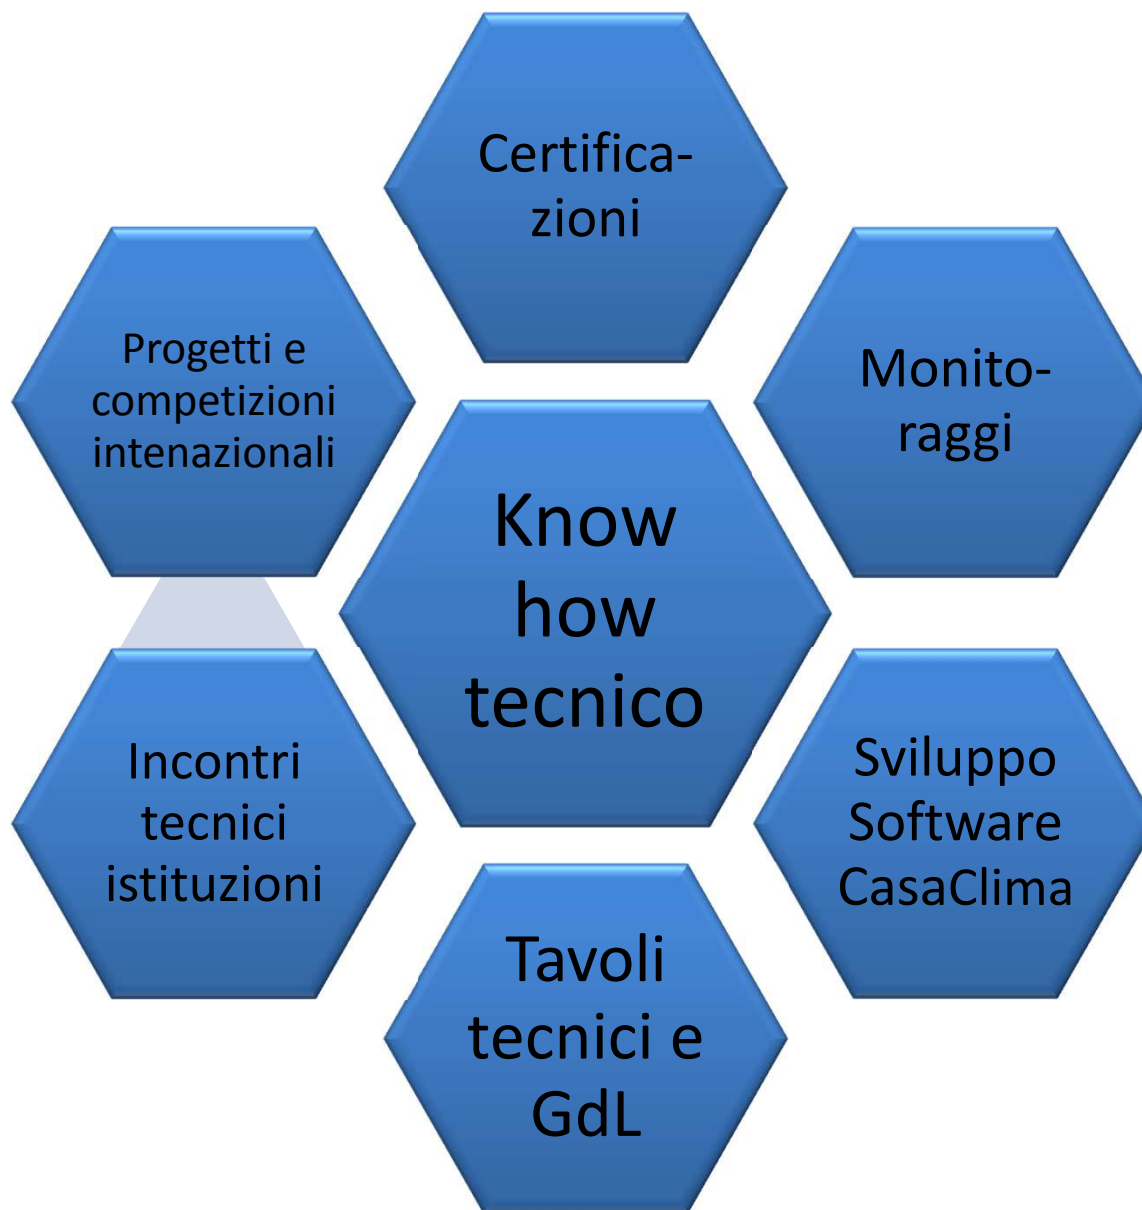 Certifica-
zioni
Progetti e
competizioni
intenazionali
Monito-
raggi
Know
how
tecnico
Incontri
tecnici
istituzioni
Sviluppo
Software
CasaClima
Tavoli
tecnici e
GdL